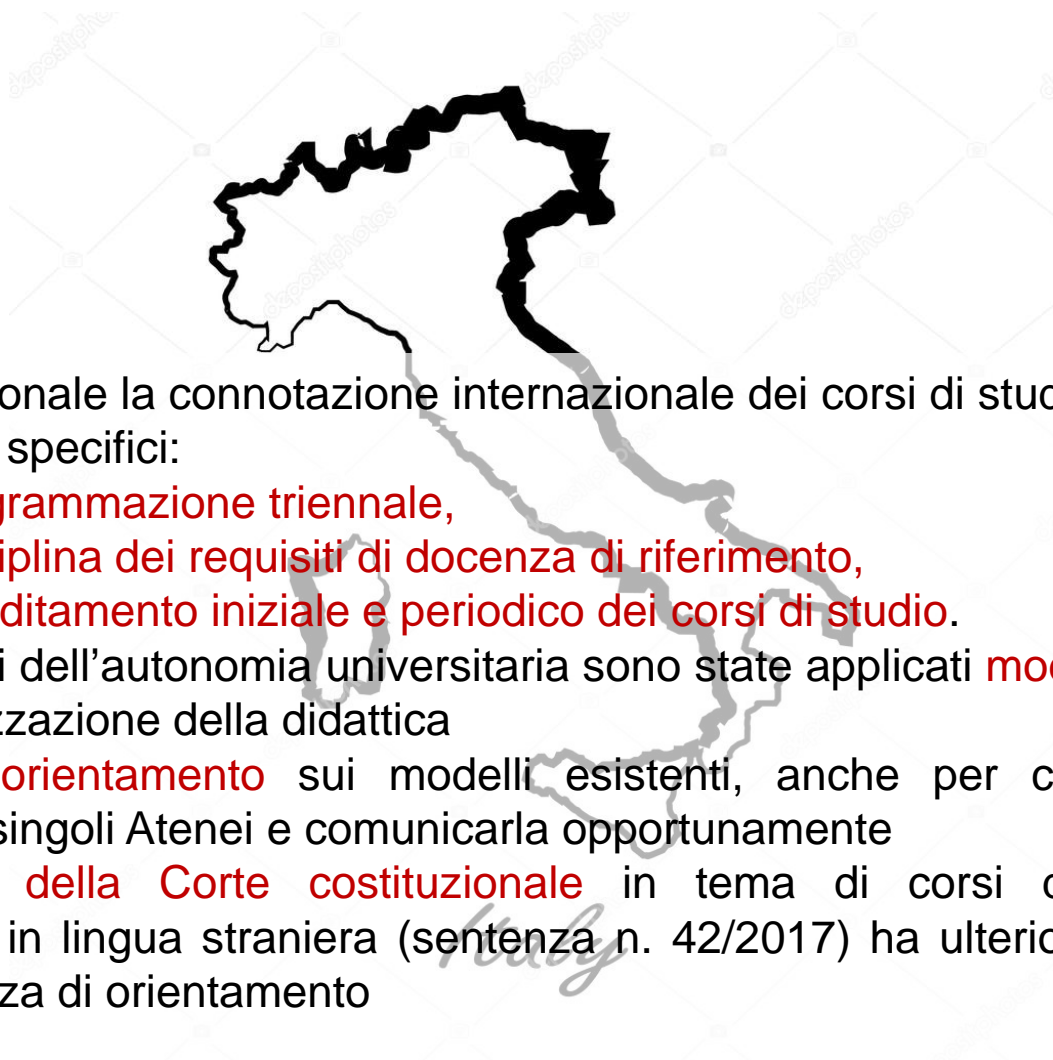 onale la connotazione internazionale dei corsi di stud
specifici:
grammazione triennale,
iplina dei requisiti di docenza di riferimento,
ditamento iniziale e periodico dei corsi di studio.
i dell’autonomia universitaria sono state applicati mod
zzazione della didattica
orientamento sui modelli esistenti, anche per c
singoli Atenei e comunicarla opportunamente
della Corte costituzionale in tema di corsi
in lingua straniera (sentenza n. 42/2017) ha ulterio
za di orientamento
Italy
depositphotos